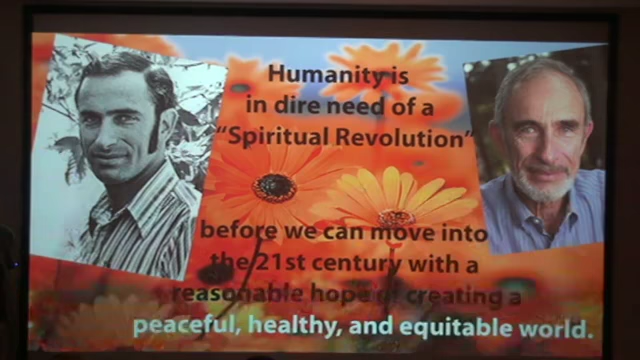 Humanity is
in dire need of a
"Spiritual Revolution"
before we can move into
the 21st century with a
reasonable hope of creating a
peaceful, healthy, and equitable world.